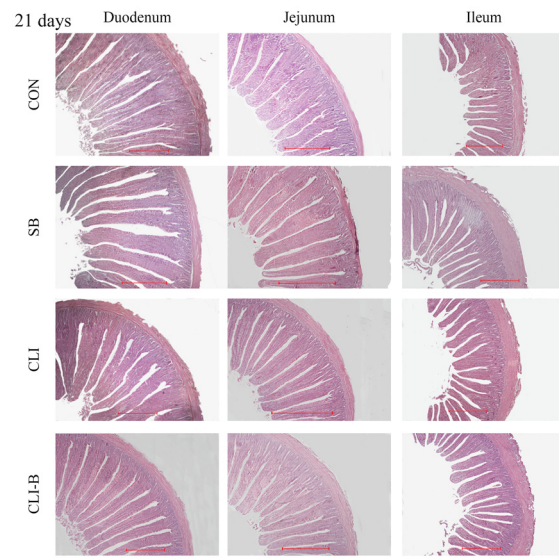 21 days
Duodenum
Jejunum
Ileum
CON
SB
CLI
CLI-B